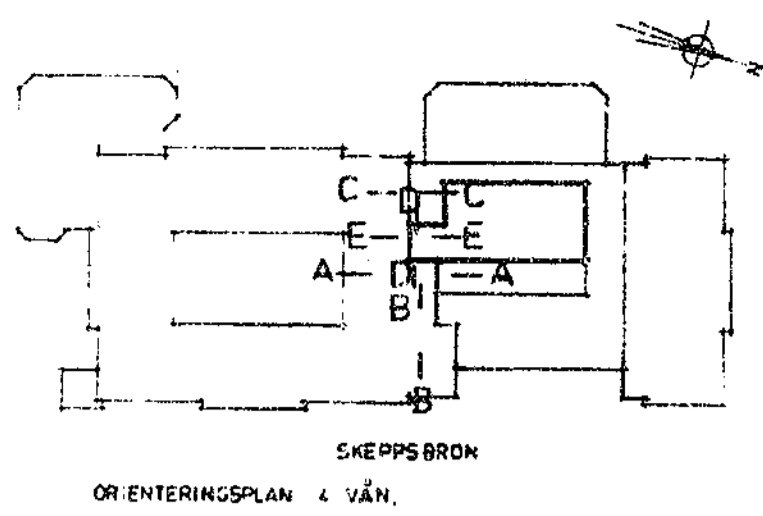 N
C C
E E
A D A
B
B
SKEPPSBRON
ORIENTERINGSPLAN 4 VÅN.